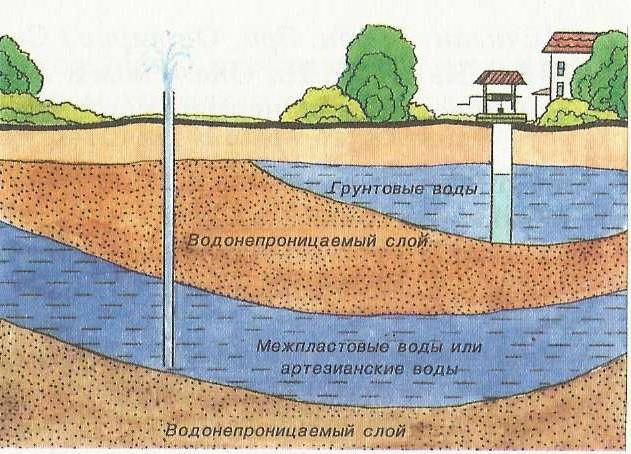 Грунтовые воды
Водонепроницаемый слой
Межпластовые воды или
артезианские воды
Водонепроницаемый слой